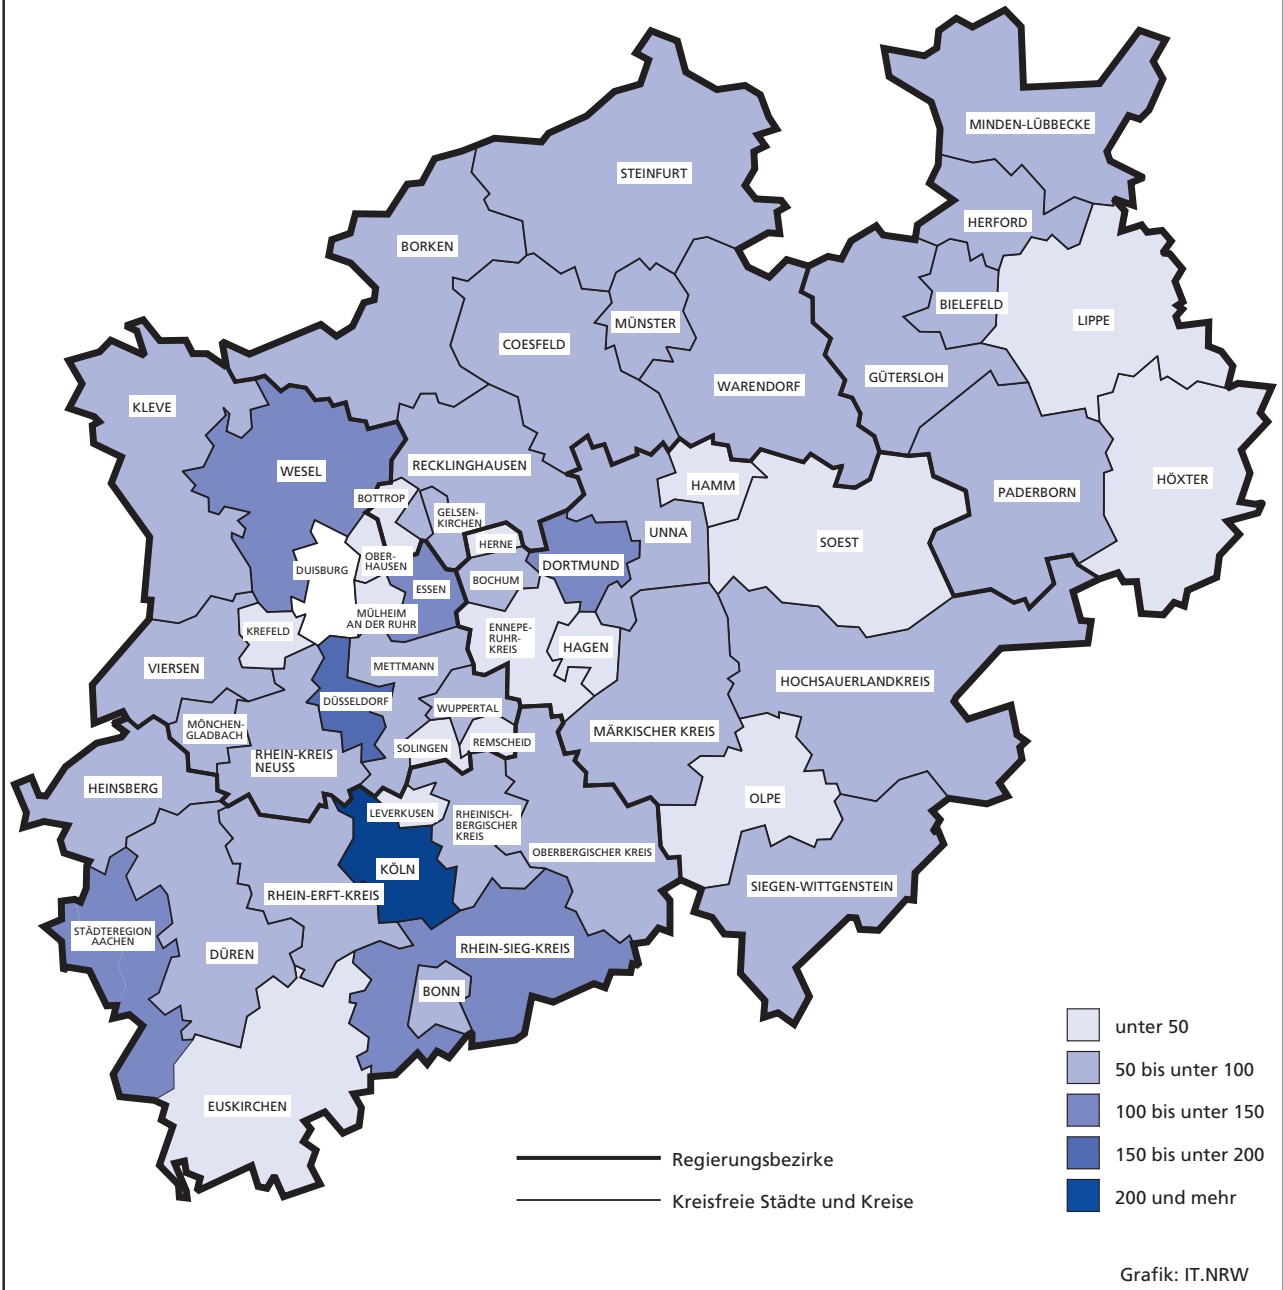 MINDEN-LÜBBECKE
STEINFURT
HERFORD
BORKEN
BIELEFELD
LIPPE
MÜNSTER
COESFELD
GÜTERSLOH
WARENDORF
KLEVE
RECKLINGHAUSEN
WESEL
HÖXTER
HAMM
PADERBORN
BOTTROP
GELSEN-
KIRCHEN
UNNA
SOEST
HERNE
OBER-
HAUSEN
DORTMUND
DUISBURG
BOCHUM
ESSEN
MÜLHEIM
AN DER RUHR
KREFELD
ENNEPE-
RUHR-
KREIS
HAGEN
VIERSEN
METTMANN
HOCHSAUERLANDKREIS
DÜSSELDORF
WUPPERTAL
MÖNCHEN-
GLADBACH
MÄRKISCHER KREIS
REMSCHEID
SOLINGEN
RHEIN-KREIS
NEUSS
HEINSBERG
OLPE
LEVERKUSEN
RHEINISCH-
BERGISCHER
KREIS
OBERBERGISCHER KREIS
KÖLN
SIEGEN-WITTGENSTEIN
RHEIN-ERFT-KREIS
STÄDTEREGION
AACHEN
RHEIN-SIEG-KREIS
DÜREN
BONN
EUSKIRCHEN
unter 50
50 bis unter 100
100 bis unter 150
150 bis unter 200
200 und mehr
Regierungsbezirke
Kreisfreie Städte und Kreise
Grafik: IT.NRW